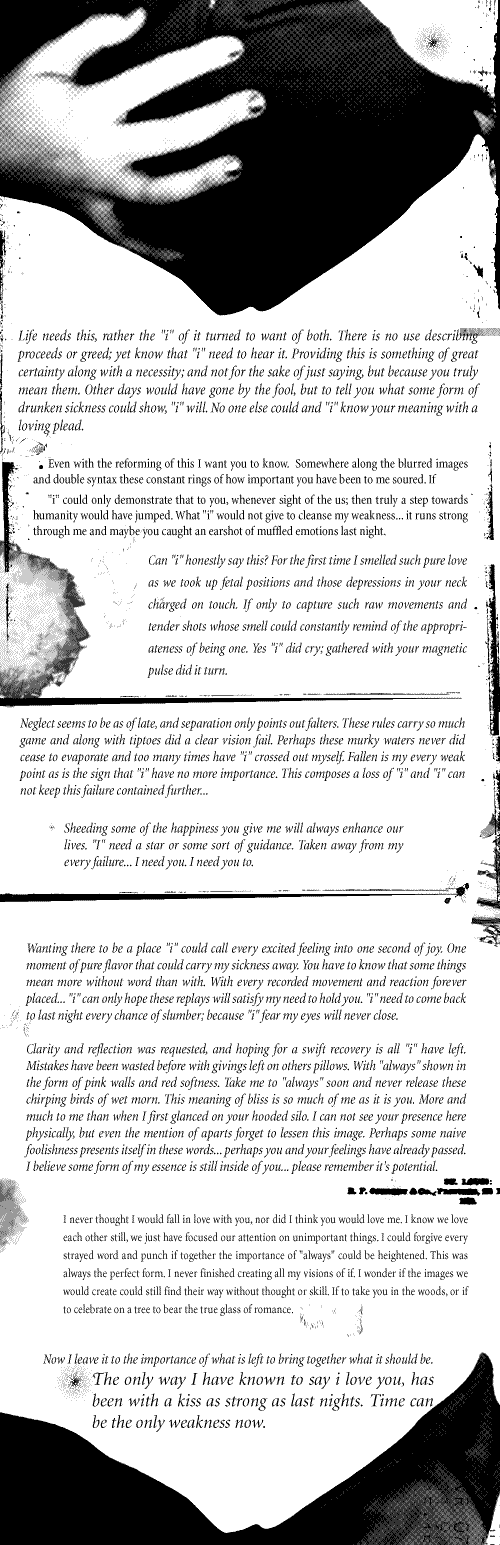 Life needs this, rather the "i" of it turned to want of both. There is no use describing
proceeds or greed; yet know that "i" need to hear it. Providing this is something of great
certainty along with a necessity; and not for the sake of just saying, but because you truly
mean them. Other days would have gone by the fool, but to tell you what some form of
drunken sickness could show, "i" will. No one else could and "i" know your meaning with a
loving plead.
Even with the reforming of this I want you to know. Somewhere along the blurred images
and double syntax these constant rings of how important you have been to me soured. If
"i" could only demonstrate that to you, whenever sight of the us; then truly a step towards
humanity would have jumped. What "i" would not give to cleanse my weakness... it runs strong
through me and maybe you caught an earshot of muffled emotions last night.
Can "i" honestly say this? For the first time I smelled such pure love
as we took up fetal positions and those depressions in your neck
charged on touch. If only to capture such raw movements and
tender shots whose smell could constantly remind of the appropri-
ateness of being one. Yes "i" did cry; gathered with your magnetic
pulse did it turn.
Neglect seems to be as of late, and separation only points out falters. These rules carry so much
game and along with tiptoes did a clear vision fail. Perhaps these murky waters never did
cease to evaporate and too many times have "i" crossed out myself. Fallen is my every weak
point as is the sign that "i" have no more importance. This composes a loss of "i" and "i" can
not keep this failure contained further...
Sheeding some of the happiness you give me will always enhance our
lives. "I" need a star or some sort of guidance. Taken away from my
every failure... I need you. I need you to.
Wanting there to be a place "i" could call every excited feeling into one second of joy. One
moment of pure flavor that could carry my sickness away. You have to know that some things
mean more without word than with. With every recorded movement and reaction forever
placed... "i" can only hope these replays will satisfy my need to hold you. "i" need to come back
to last night every chance of slumber; because "i" fear my eyes will never close.
Clarity and reflection was requested, and hoping for a swift recovery is all "i" have left.
Mistakes have been wasted before with givings left on others pillows. With "always" shown in
the form of pink walls and red softness. Take me to "always" soon and never release these
chirping birds of wet morn. This meaning of bliss is so much of me as it is you. More and
much to me than when I first glanced on your hooded silo. I can not see your presence here
physically, but even the mention of aparts forget to lessen this image. Perhaps some naive
foolishness presents itself in these words... perhaps you and your feelings have already passed.
I believe some form of my essence is still inside of you... please remember it's potential.
I never thought I would fall in love with you, nor did I think you would love me. I know we love
each other still, we just have focused our attention on unimportant things. I could forgive every
strayed word and punch if together the importance of "always" could be heightened. This was
always the perfect form. I never finished creating all my visions of if. I wonder if the images we
would create could still find their way without thought or skill. If to take you in the woods, or if
to celebrate on a tree to bear the true glass of romance.
Now I leave it to the importance of what is left to bring together what it should be.
The only way I have known to say i love you, has
been with a kiss as strong as last nights. Time can
be the only weakness now.